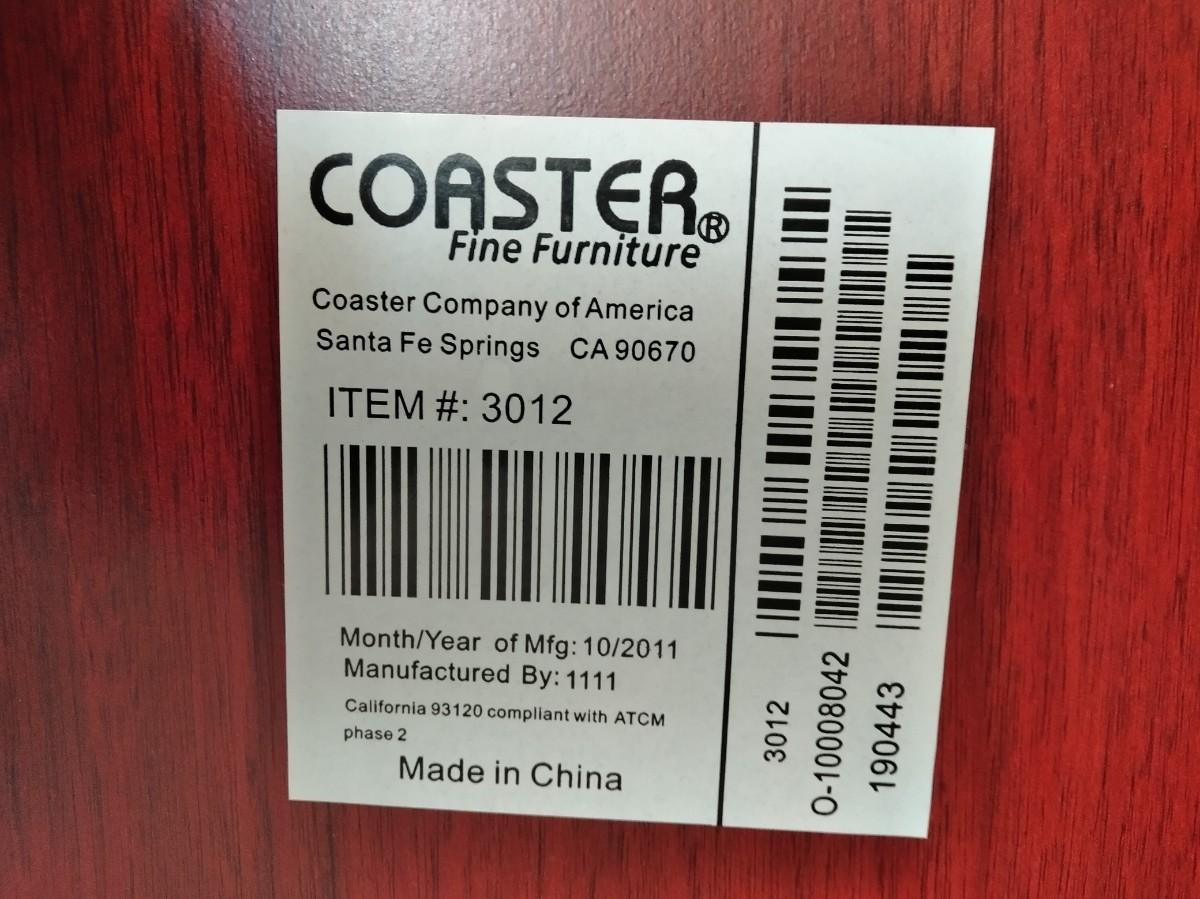 COASTER®
Fine Furniture
Coaster Company of America
Santa Fe Springs CA 90670
ITEM #: 3012
Month/Year of Mfg: 10/2011
Manufactured By: 1111
California 93120 compliant with ATCM
phase 2
Made in China
3012
O-10008042
190443